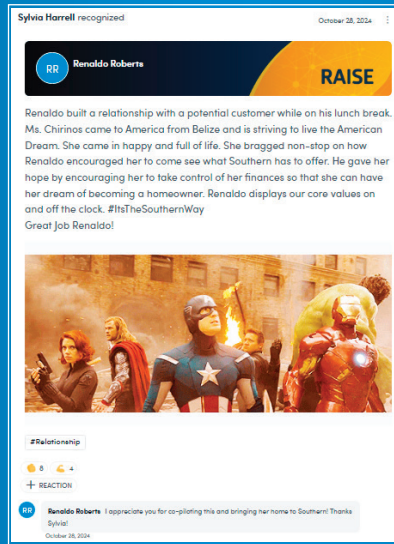 Sylvia Harrell recognized
October 28, 2024
RR
Renaldo Roberts
RAISE
Renaldo built a relationship with a potential customer while on his lunch break.
Ms. Chirinos came to America from Belize and is striving to live the American
Dream. She came in happy and full of life. She bragged non-stop on how
Renaldo encouraged her to come see what Southern has to offer. He gave her
hope by encouraging her to take control of her finances so that she can have
her dream of becoming a homeowner. Renaldo displays our core values on
and off the clock. #ItsTheSouthernWay
Great Job Renaldo!
#Relationship
8 4
+ REACTION
RR
Renaldo Roberts I appreciate you for co-piloting this and bringing her home to Southern! Thanks
Sylvia!
October 28, 2024